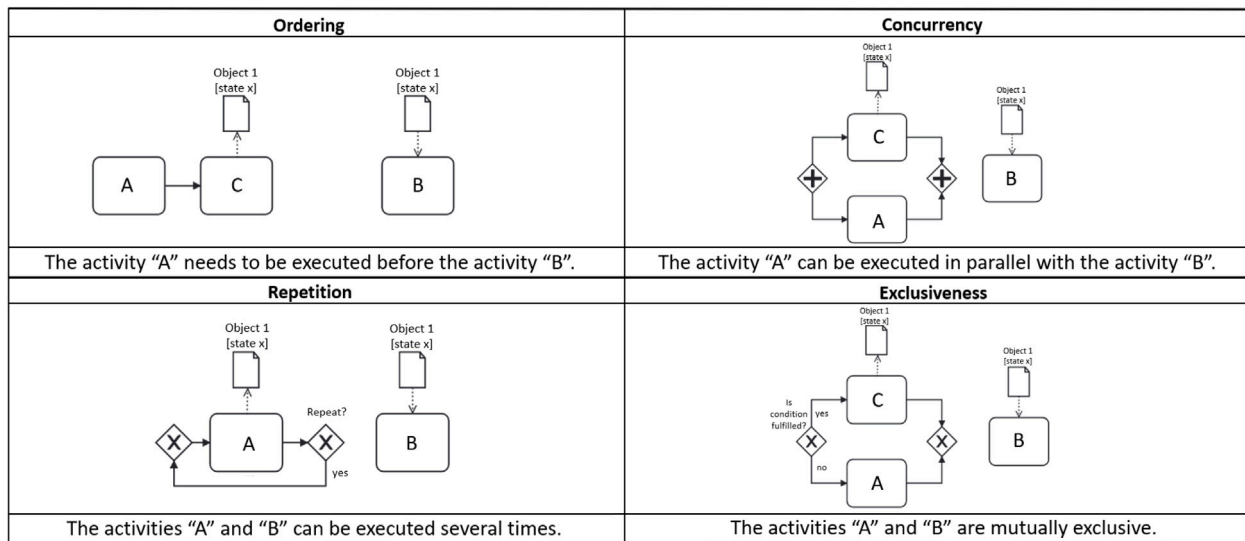 Ordering
Object 1
[state x]
Object 1
[state x]
A
C
B
The activity “A” needs to be executed before the activity “B”.
Concurrency
Object 1
[state x]
Object 1
[state x]
C
B
A
The activity “A” can be executed in parallel with the activity “B”.
Repetition
Object 1
[state x]
Object 1
[state x]
Repeat?
X
A
X
B
yes
The activities “A” and “B” can be executed several times.
Exclusiveness
Object 1
[state x]
Object 1
[state x]
Is
condition
fulfilled?
yes
C
X
X
B
no
A
The activities “A” and “B” are mutually exclusive.